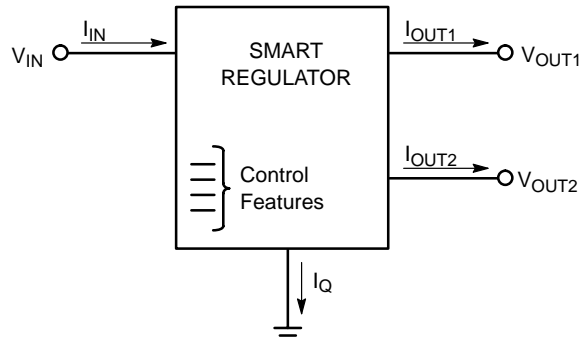 I_IN
V_IN
SMART
REGULATOR
I_OUT1
V_OUT1
I_OUT2
V_OUT2
Control
Features
I_Q